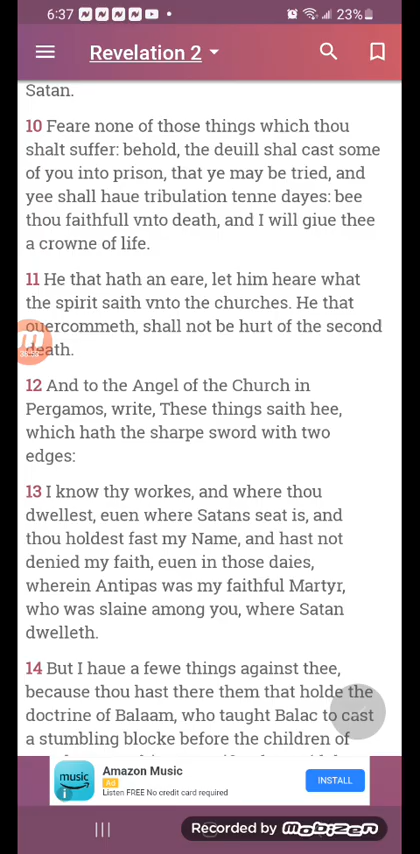 6:37 23%
Revelation 2
Satan.
10 Feare none of those things which thou
shalt suffer: behold, the deuill shal cast some
of you into prison, that ye may be tried, and
yee shall haue tribulation tenne dayes: bee
thou faithfull vnto death, and I will giue thee
a crowne of life.
11 He that hath an eare, let him heare what
the spirit saith vnto the churches. He that
ouercommeth, shall not be hurt of the second
death.
12 And to the Angel of the Church in
Pergamos, write, These things saith hee,
which hath the sharpe sword with two
edges:
13 I know thy workes, and where thou
dwellest, euen where Satans seat is, and
thou holdest fast my Name, and hast not
denied my faith, euen in those daies,
wherein Antipas was my faithful Martyr,
who was slaine among you, where Satan
dwelleth.
14 But I haue a fewe things against thee,
because thou hast there them that holde the
doctrine of Balaam, who taught Balac to cast
a stumbling blocke before the children of
music
Amazon Music
Ad
Listen FREE No credit card required
INSTALL
Recorded by mobizen